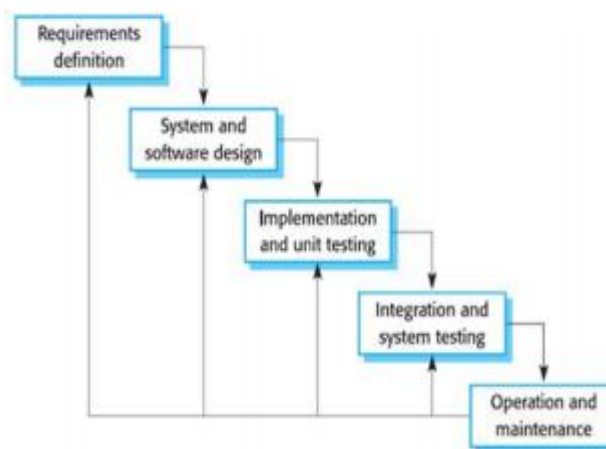 Requirements
definition
System and
software design
Implementation
and unit testing
Integration and
system testing
Operation and
maintenance